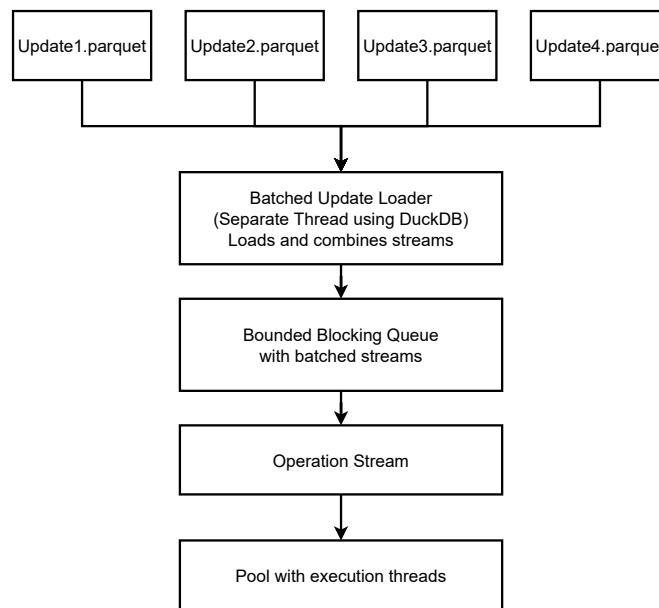 Update1.parquet
Update2.parquet
Update3.parquet
Update4.parque
Batched Update Loader
(Separate Thread using DuckDB)
Loads and combines streams
Bounded Blocking Queue
with batched streams
Operation Stream
Pool with execution threads